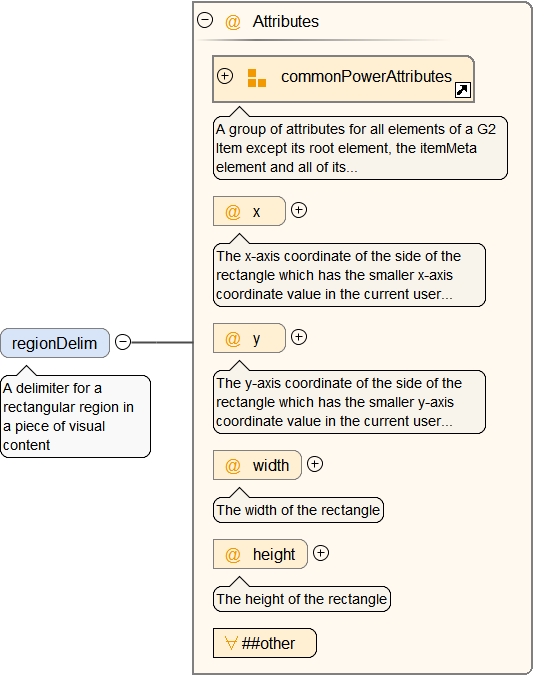 @ Attributes
commonPowerAttributes
A group of attributes for all elements of a G2
Item except its root element, the itemMeta
element and all of its...
@ x
The x-axis coordinate of the side of the
rectangle which has the smaller x-axis
coordinate value in the current user...
@ y
The y-axis coordinate of the side of the
rectangle which has the smaller y-axis
coordinate value in the current user...
regionDelim
A delimiter for a
rectangular region in
a piece of visual
content
@ width
The width of the rectangle
@ height
The height of the rectangle
∀ ##other